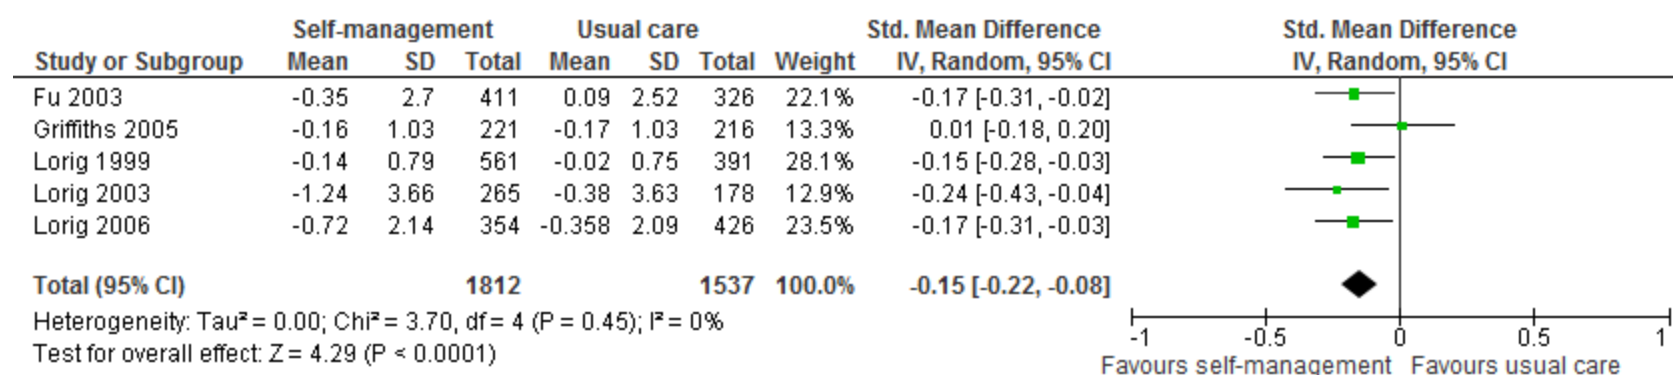 Self-management Usual care Std. Mean Difference Std. Mean Difference
Study or Subgroup Mean SD Total Mean SD Total Weight IV, Random, 95% CI IV, Random, 95% CI
Fu 2003 -0.35 2.7 411 0.09 2.52 326 22.1% -0.17 [-0.31, -0.02]
Griffiths 2005 -0.16 1.03 221 -0.17 1.03 216 13.3% 0.01 [-0.18, 0.20]
Lorig 1999 -0.14 0.79 561 -0.02 0.75 391 28.1% -0.15 [-0.28, -0.03]
Lorig 2003 -1.24 3.66 265 -0.38 3.63 178 12.9% -0.24 [-0.43, -0.04]
Lorig 2006 -0.72 2.14 354 -0.358 2.09 426 23.5% -0.17 [-0.31, -0.03]
Total (95% CI) 1812 1537 100.0% -0.15 [-0.22, -0.08]
Heterogeneity: Tau² = 0.00; Chi² = 3.70, df = 4 (P = 0.45); I² = 0%
Test for overall effect: Z = 4.29 (P < 0.0001)
-1 -0.5 0 0.5 1
Favours self-management Favours usual care